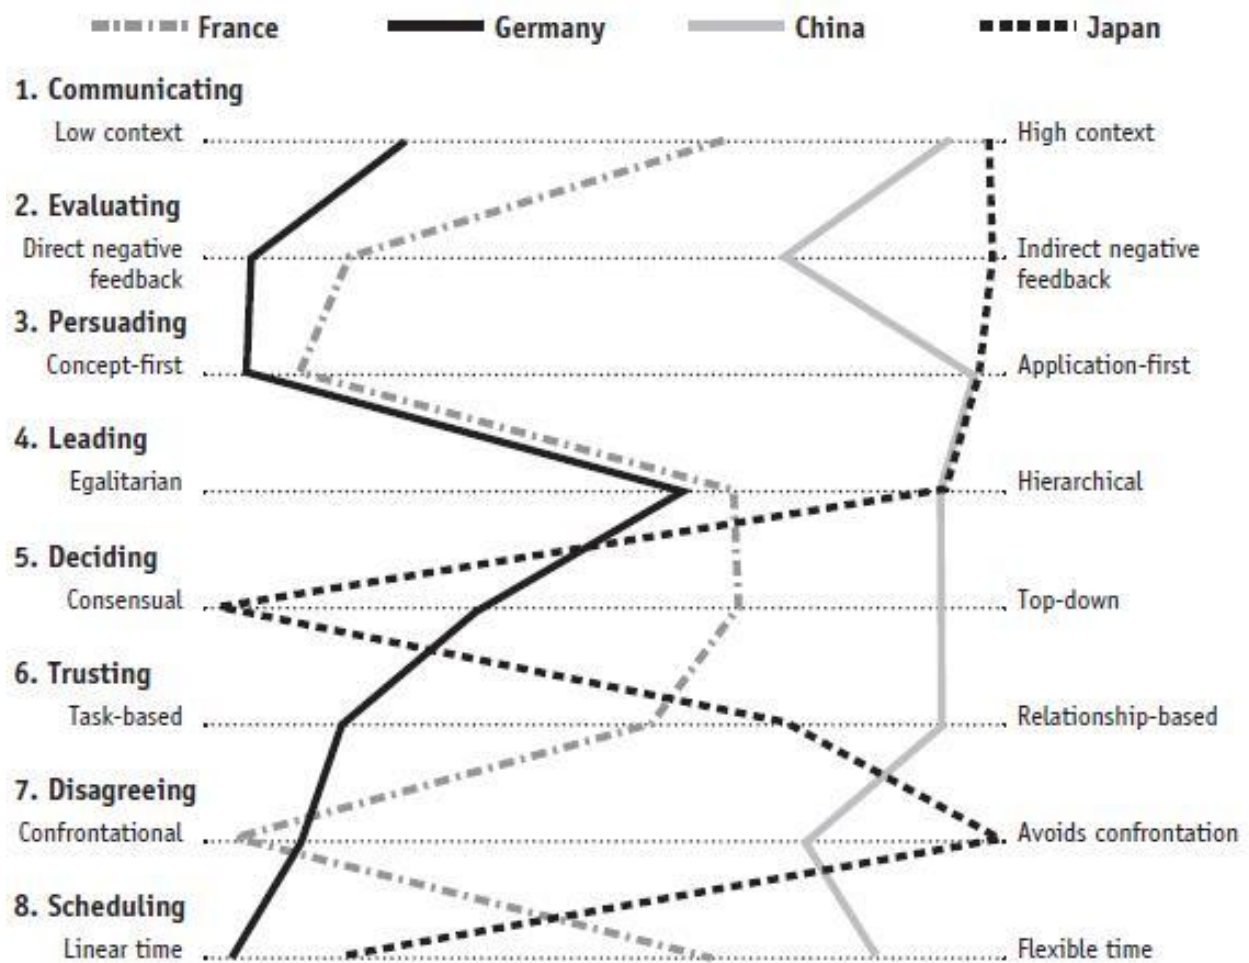 France Germany China Japan
1. Communicating
Low context High context
2. Evaluating
Direct negative Indirect negative
feedback feedback
3. Persuading
Concept-first Application-first
4. Leading
Egalitarian Hierarchical
5. Deciding
Consensual Top-down
6. Trusting
Task-based Relationship-based
7. Disagreeing
Confrontational Avoids confrontation
8. Scheduling
Linear time Flexible time